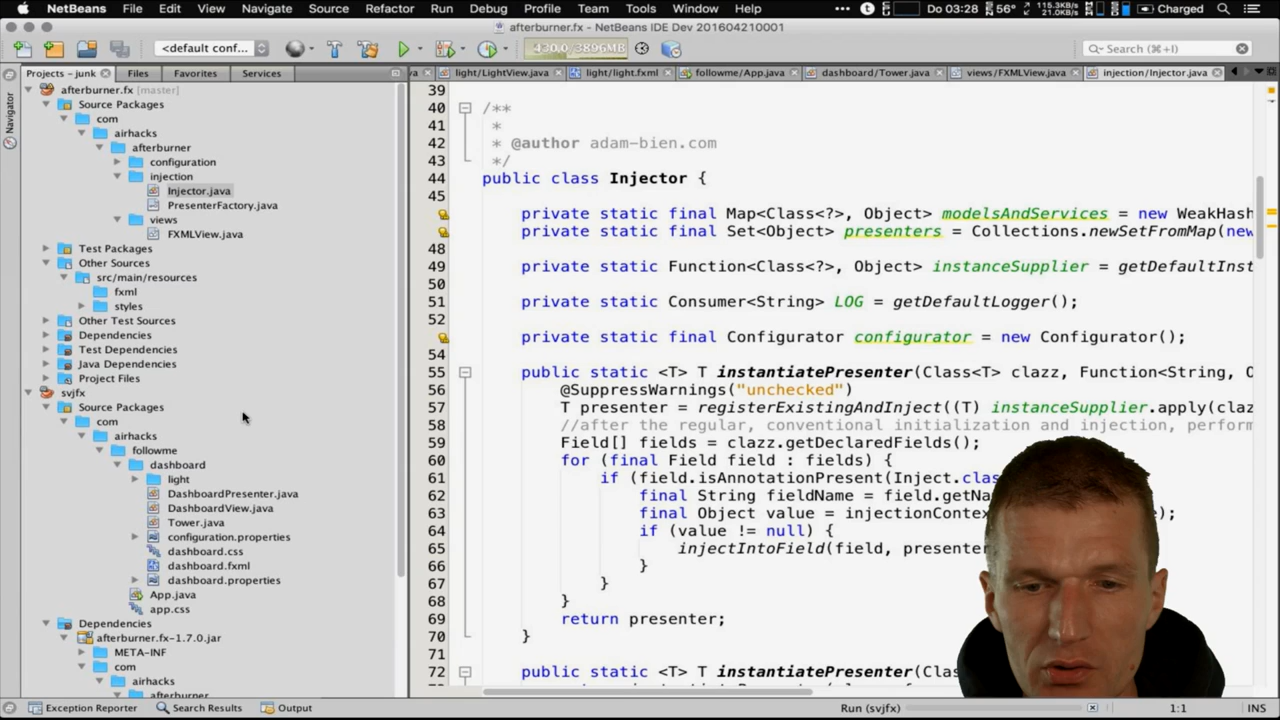 NetBeans File Edit View Navigate Source Refactor Run Debug Profile Team Tools Window Help ••• 56° 115.3KB 21.0KB Charged Do 03:28
afterburner.fx - NetBeans IDE Dev 201604210001
<default conf... 430,0/3896MB Search (⌘+I)
Projects - junk Files Favorites Services
light/LightView.java light/light.fxml followme/App.java dashboard/Tower.java views/FXMLView.java injection/Injector.java
Navigator
afterburner.fx [master]
Source Packages
com
airhacks
afterburner
configuration
injection
Injector.java
PresenterFactory.java
views
FXMLView.java
Test Packages
Other Sources
src/main/resources
fxml
styles
Other Test Sources
Dependencies
Test Dependencies
Java Dependencies
Project Files
svjfx
Source Packages
com
airhacks
followme
dashboard
light
DashboardPresenter.java
DashboardView.java
Tower.java
configuration.properties
dashboard.css
dashboard.fxml
dashboard.properties
App.java
app.css
Dependencies
afterburner.fx-1.7.0.jar
META-INF
com
airhacks
afterburner
39
40 /**
41 *
42 * @author adam-bien.com
43 */
44 public class Injector {
45
private static final Map<Class<?>, Object> modelsAndServices = new WeakHash
private static final Set<Object> presenters = Collections.newSetFromMap(new
48
49 private static Function<Class<?>, Object> instanceSupplier = getDefaultInst
50
51 private static Consumer<String> LOG = getDefaultLogger();
52
private static final Configurator configurator = new Configurator();
54
55 public static <T> T instantiatePresenter(Class<T> clazz, Function<String, O
56 @SuppressWarnings("unchecked")
57 T presenter = registerExistingAndInject((T) instanceSupplier.apply(claz
58 //after the regular, conventional initialization and injection, perform
59 Field[] fields = clazz.getDeclaredFields();
60 for (final Field field : fields) {
61 if (field.isAnnotationPresent(Inject.clas
62 final String fieldName = field.getN
63 final Object value = injectionConte e);
64 if (value != null) {
65 injectIntoField(field, presenter
66 }
67 }
68 }
69 return presenter;
70 }
71
72 public static <T> T instantiatePresenter(Clas
Exception Reporter Search Results Output Run (svjfx) 1:1 INS